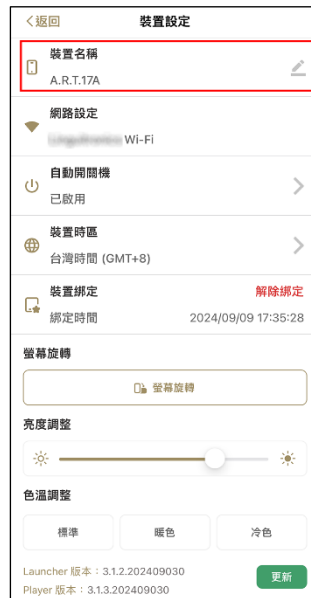 <返回 裝置設定
裝置名稱
A.R.T.17A
網路設定
Wi-Fi
自動開關機
已啟用
裝置時區
台灣時間 (GMT+8)
裝置綁定 解除綁定
綁定時間 2024/09/09 17:35:28
螢幕旋轉
螢幕旋轉
亮度調整
色溫調整
標準 暖色 冷色
Launcher 版本：3.1.2.202409030
Player 版本：3.1.3.202409030
更新